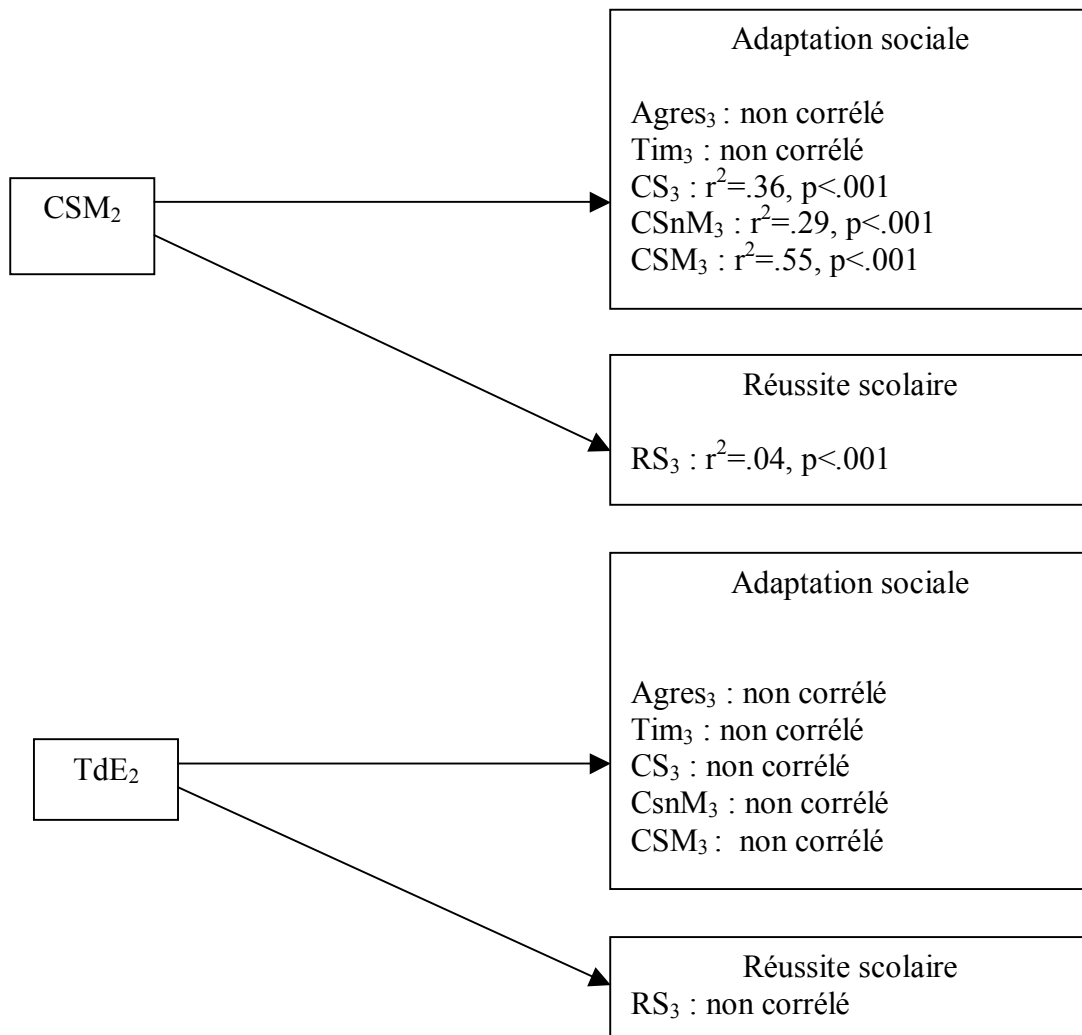 Adaptation sociale
Agres₃ : non corrélé
Tim₃ : non corrélé
CS₃ : r²=.36, p<.001
CSnM₃ : r²=.29, p<.001
CSM₃ : r²=.55, p<.001
CSM₂
Réussite scolaire
RS₃ : r²=.04, p<.001
Adaptation sociale
Agres₃ : non corrélé
Tim₃ : non corrélé
CS₃ : non corrélé
CsnM₃ : non corrélé
CSM₃ :  non corrélé
TdE₂
Réussite scolaire
RS₃ : non corrélé